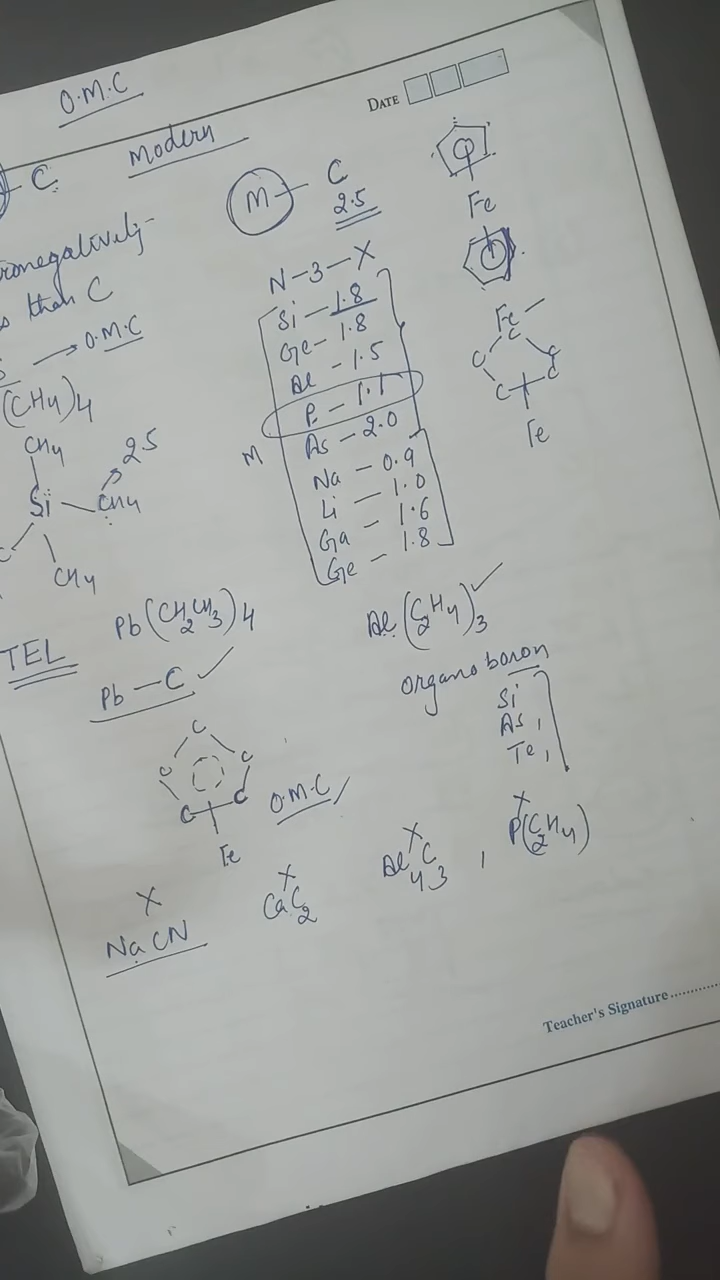 O.M.C
DATE
Modern
C
M — C
2.5
ronegatively
s than C
→ O.M.C
(CH4)4
CH4
2.5
Si — CH4
CH4
N - 3 - X
Si - 1.8
Ge - 1.8
Al - 1.5
P - 1.1
As - 2.0
M
Na - 0.9
Li - 1.0
Ga - 1.6
Ge - 1.8
Fe
Fe
C
C C
C C
Fe
TEL
Pb(CH2CH3)4
Pb — C ✓
Al(C2H4)3 ✓
Organo boron
Si
As,
Te,
C
C C
C C
Fe
O.M.C
X
NaCN
X
CaC2
X
Al4C3 ,
X
P(C2H4)
Teacher's Signature............